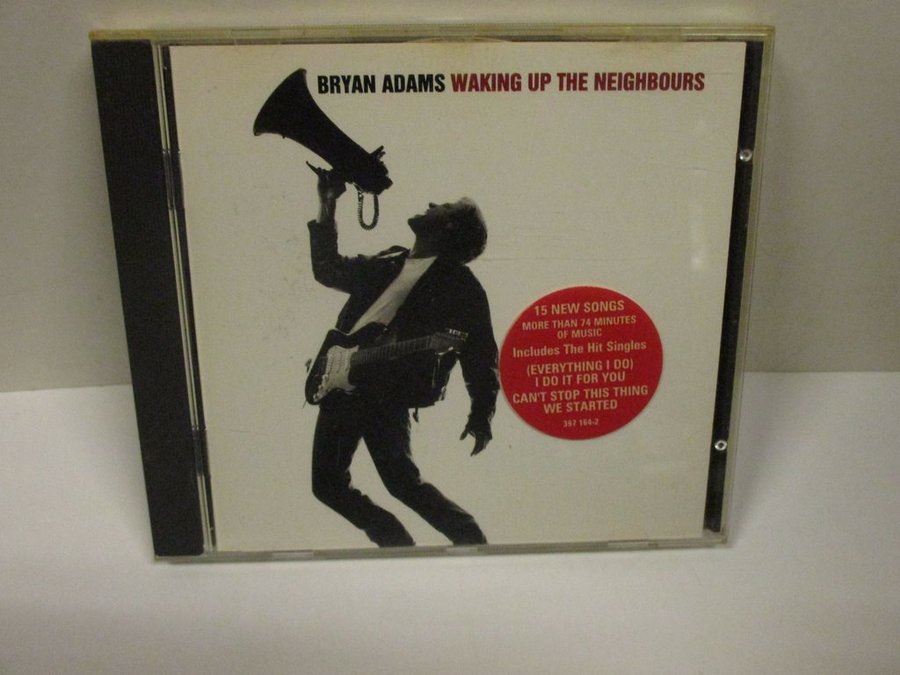 BRYAN ADAMS WAKING UP THE NEIGHBOURS
15 NEW SONGS
MORE THAN 74 MINUTES
OF MUSIC
Includes The Hit Singles
(EVERYTHING I DO)
I DO IT FOR YOU
CAN'T STOP THIS THING
WE STARTED
397 164-2